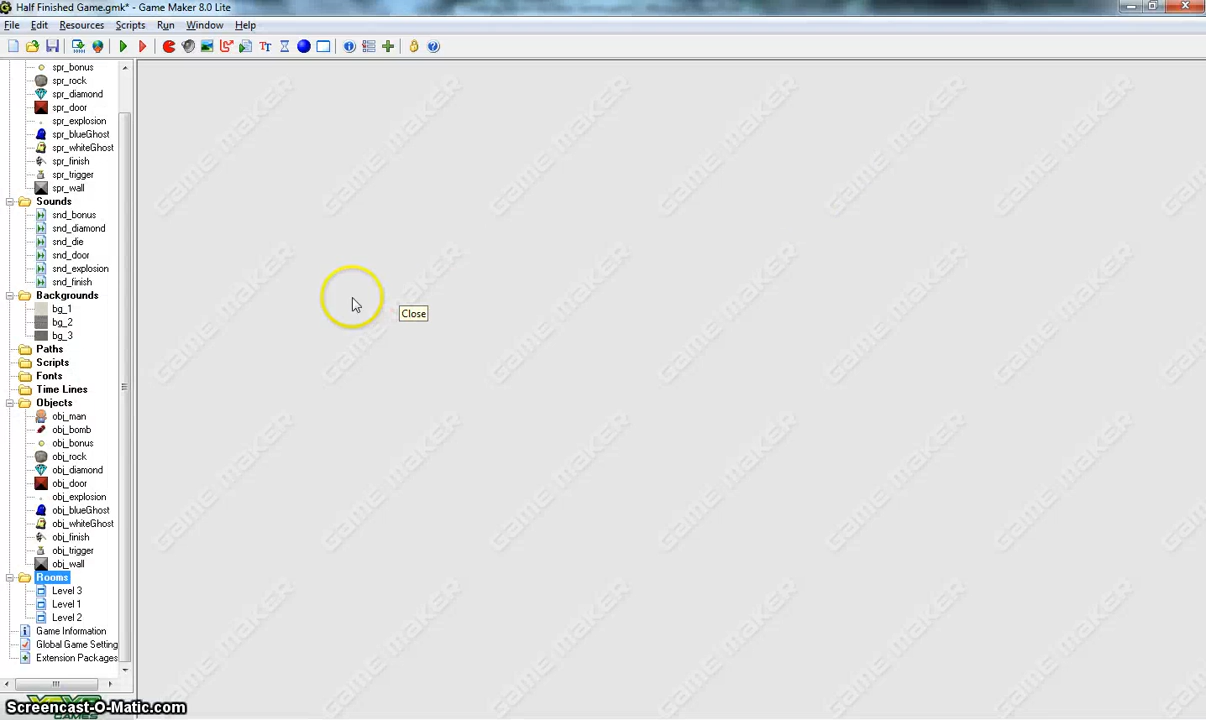 Half Finished Game.gmk* - Game Maker 8.0 Lite
File Edit Resources Scripts Run Window Help
spr_bonus
spr_rock
spr_diamond
spr_door
spr_explosion
spr_blueGhost
spr_whiteGhost
spr_finish
spr_trigger
spr_wall
Sounds
snd_bonus
snd_diamond
snd_die
snd_door
snd_explosion
snd_finish
Backgrounds
bg_1
bg_2
bg_3
Paths
Scripts
Fonts
Time Lines
Objects
obj_man
obj_bomb
obj_bonus
obj_rock
obj_diamond
obj_door
obj_explosion
obj_blueGhost
obj_whiteGhost
obj_finish
obj_trigger
obj_wall
Rooms
Level 3
Level 1
Level 2
Game Information
Global Game Setting
Extension Packages
Close
GAME MAKER
Screencast-O-Matic.com
GAMES